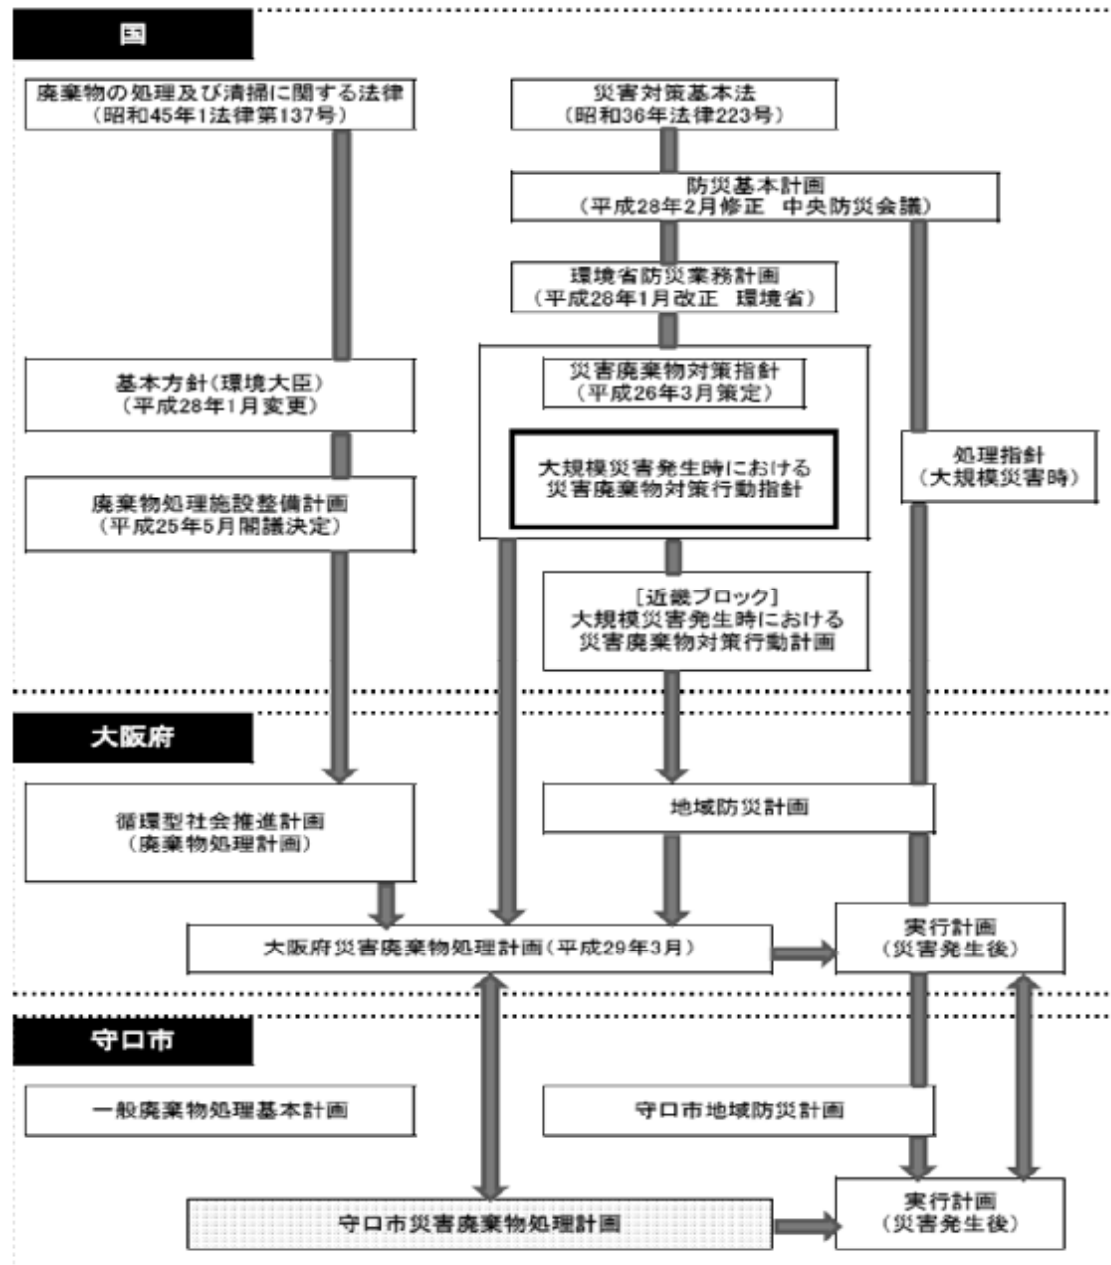 国
廃棄物の処理及び清掃に関する法律
(昭和45年1法律第137号)
災害対策基本法
(昭和36年法律223号)
防災基本計画
(平成28年2月修正　中央防災会議)
環境省防災業務計画
(平成28年1月改正　環境省)
基本方針(環境大臣)
(平成28年1月変更)
災害廃棄物対策指針
(平成26年3月策定)
大規模災害発生時における
災害廃棄物対策行動指針
処理指針
(大規模災害時)
廃棄物処理施設整備計画
(平成25年5月閣議決定)
[近畿ブロック]
大規模災害発生時における
災害廃棄物対策行動計画
大阪府
循環型社会推進計画
(廃棄物処理計画)
地域防災計画
大阪府災害廃棄物処理計画(平成29年3月)
実行計画
(災害発生後)
守口市
一般廃棄物処理基本計画
守口市地域防災計画
守口市災害廃棄物処理計画
実行計画
(災害発生後)